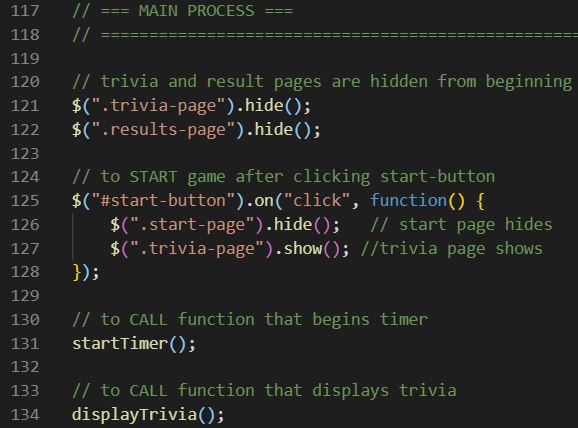 117 // === MAIN PROCESS ===
118 // ==================================================
119
120 // trivia and result pages are hidden from beginning
121 $(".trivia-page").hide();
122 $(".results-page").hide();
123
124 // to START game after clicking start-button
125 $("#start-button").on("click", function() {
126 $(".start-page").hide();   // start page hides
127 $(".trivia-page").show(); //trivia page shows
128 });
129
130 // to CALL function that begins timer
131 startTimer();
132
133 // to CALL function that displays trivia
134 displayTrivia();